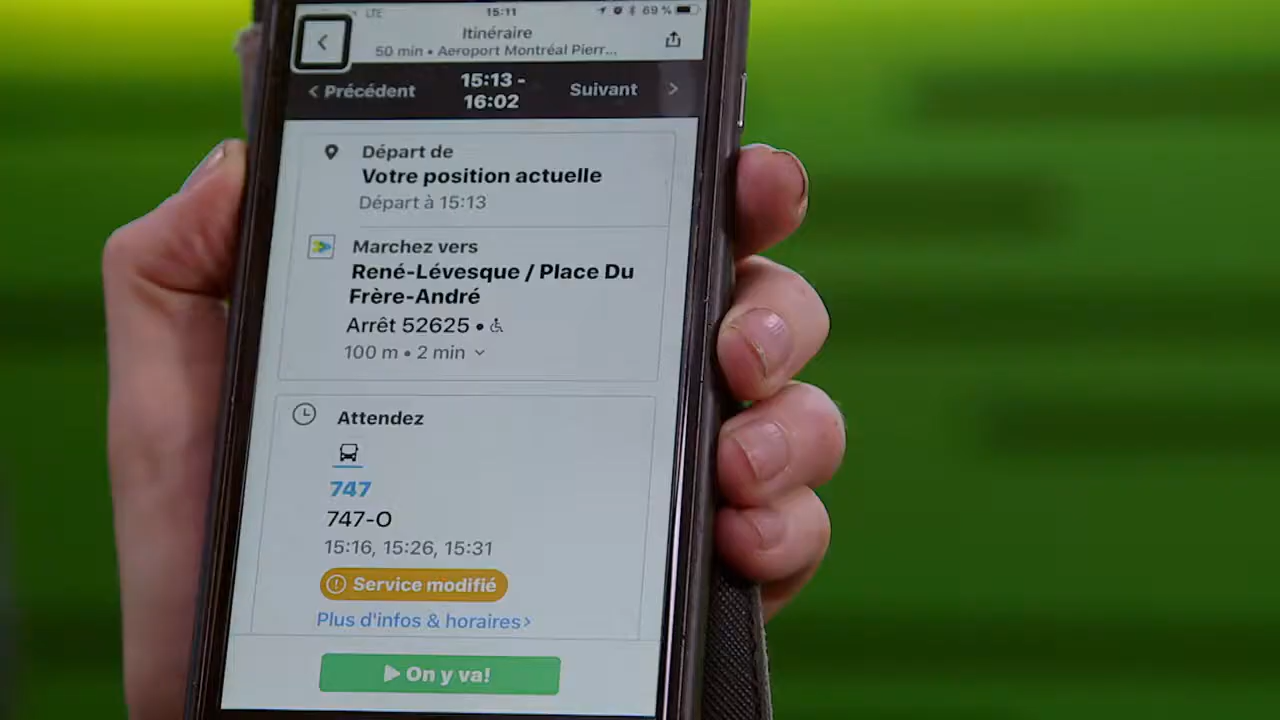 LTE 15:11 69 %
Itinéraire
50 min • Aeroport Montréal Pierr...
< Précédent 15:13 - Suivant >
16:02
Départ de
Votre position actuelle
Départ à 15:13
Marchez vers
René-Lévesque / Place Du
Frère-André
Arrêt 52625 •
100 m • 2 min
Attendez
747
747-O
15:16, 15:26, 15:31
Service modifié
Plus d'infos & horaires>
On y va!